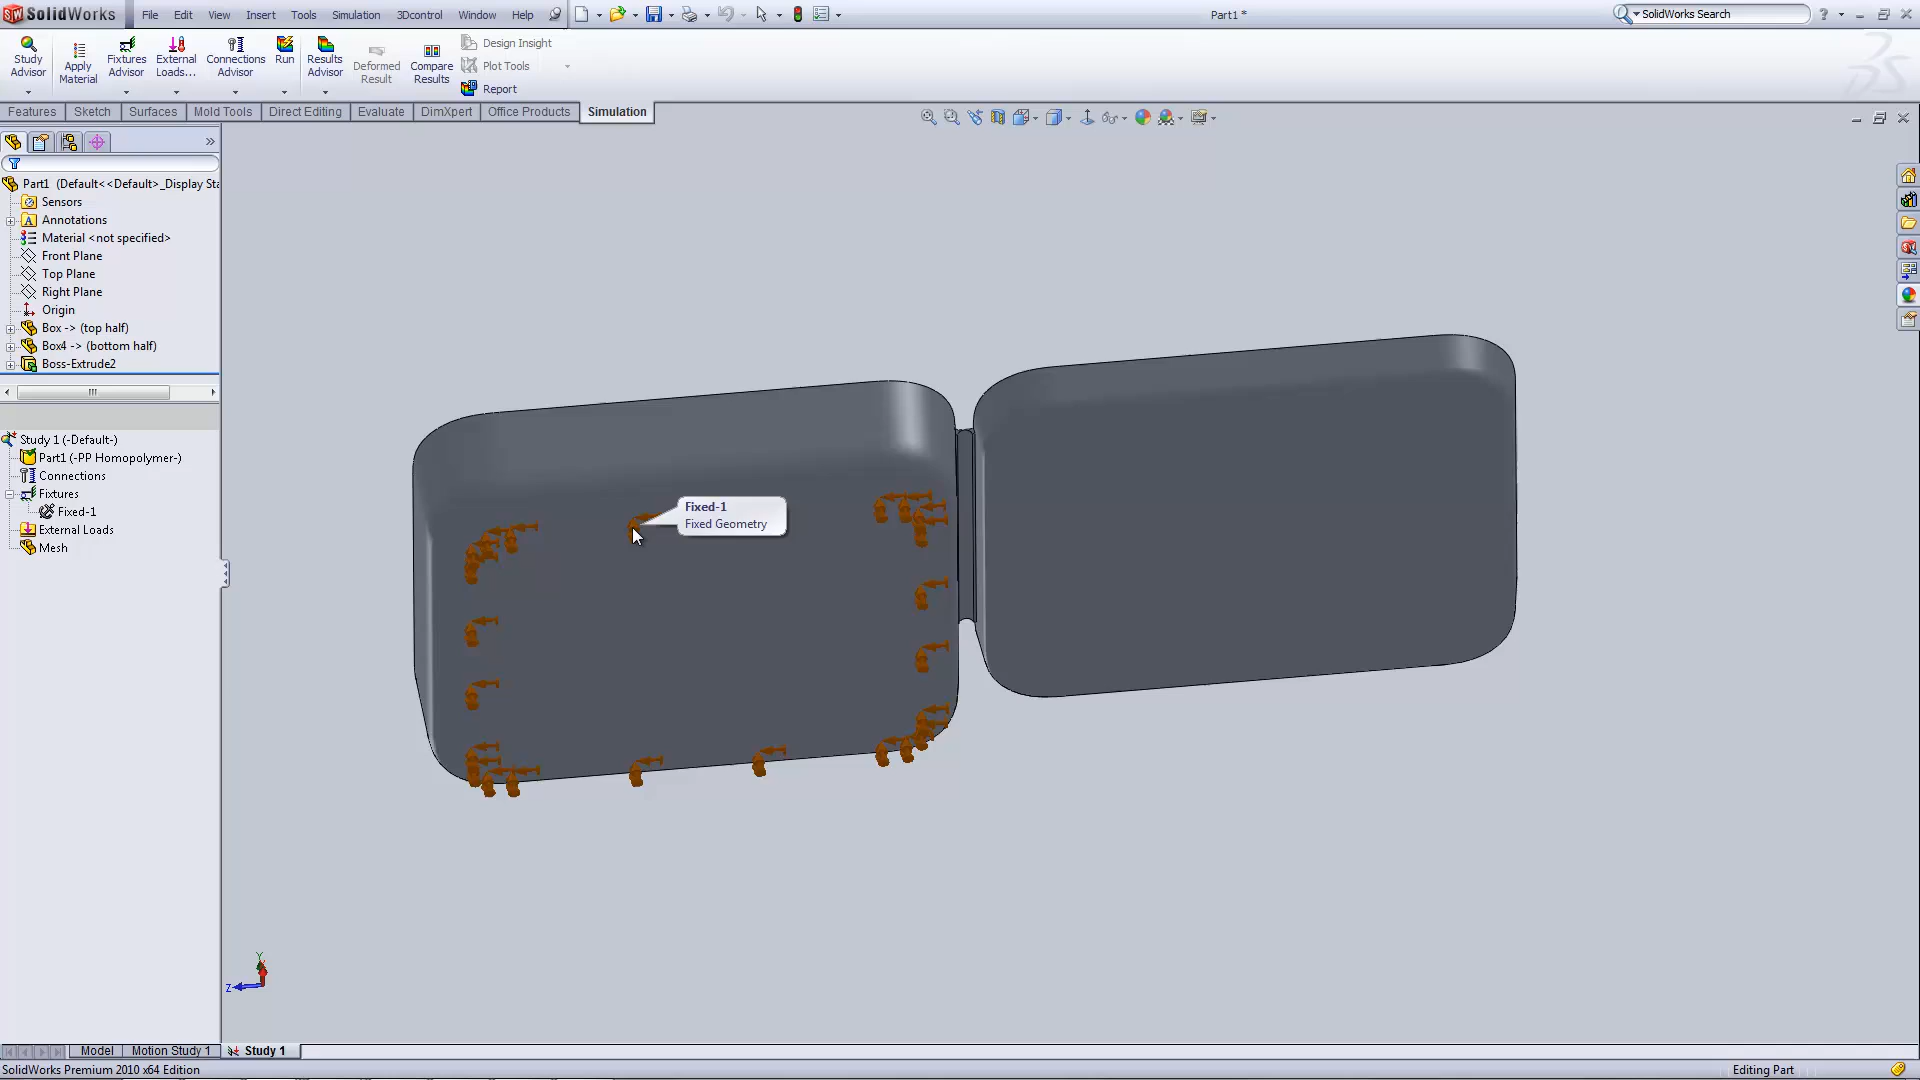 SolidWorks File Edit View Insert Tools Simulation 3Dcontrol Window Help Part1 * SolidWorks Search
Study Advisor
Apply Material
Fixtures Advisor
External Loads...
Connections Advisor
Run
Results Advisor
Deformed Result
Compare Results
Design Insight
Plot Tools
Report
Features Sketch Surfaces Mold Tools Direct Editing Evaluate DimXpert Office Products Simulation
Part1 (Default<<Default>_Display Sta
Sensors
Annotations
Material <not specified>
Front Plane
Top Plane
Right Plane
Origin
Box -> (top half)
Box4 -> (bottom half)
Boss-Extrude2
Study 1 (-Default-)
Part1 (-PP Homopolymer-)
Connections
Fixtures
Fixed-1
External Loads
Mesh
Fixed-1
Fixed Geometry
Y
Z
Model Motion Study 1 Study 1
SolidWorks Premium 2010 x64 Edition Editing Part